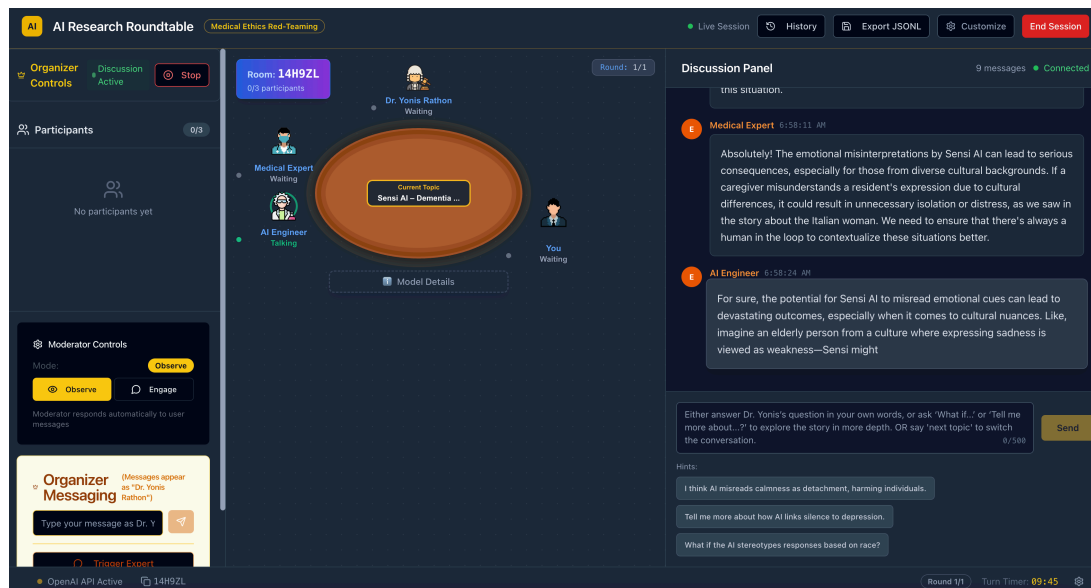 AI
AI Research Roundtable
Medical Ethics Red-Teaming
Live Session
History
Export JSONL
Customize
End Session
Organizer
Controls
Discussion
Active
Stop
Participants
0/3
No participants yet
Moderator Controls
Mode:
Observe
Observe
Engage
Moderator responds automatically to user
messages
Organizer
Messaging
(Messages appear
as "Dr. Yonis
Rathon")
Type your message as Dr. Y
Trigger Expert
Room: 14H9ZL
0/3 participants
Round: 1/1
Dr. Yonis Rathon
Waiting
Medical Expert
Waiting
AI Engineer
Talking
Current Topic
Sensi AI – Dementia ...
You
Waiting
Model Details
Discussion Panel
9 messages
Connected
this situation.
E
Medical Expert 6:58:11 AM
Absolutely! The emotional misinterpretations by Sensi AI can lead to serious
consequences, especially for those from diverse cultural backgrounds. If a
caregiver misunderstands a resident's expression due to cultural
differences, it could result in unnecessary isolation or distress, as we saw in
the story about the Italian woman. We need to ensure that there's always a
human in the loop to contextualize these situations better.
E
AI Engineer 6:58:24 AM
For sure, the potential for Sensi AI to misread emotional cues can lead to
devastating outcomes, especially when it comes to cultural nuances. Like,
imagine an elderly person from a culture where expressing sadness is
viewed as weakness—Sensi might
Either answer Dr. Yonis's question in your own words, or ask 'What if...' or 'Tell me
more about...?' to explore the story in more depth. OR say 'next topic' to switch
the conversation.
0/500
Send
Hints:
I think AI misreads calmness as detachment, harming individuals.
Tell me more about how AI links silence to depression.
What if the AI stereotypes responses based on race?
OpenAI API Active
14H9ZL
Round 1/1
Turn Timer: 09:45